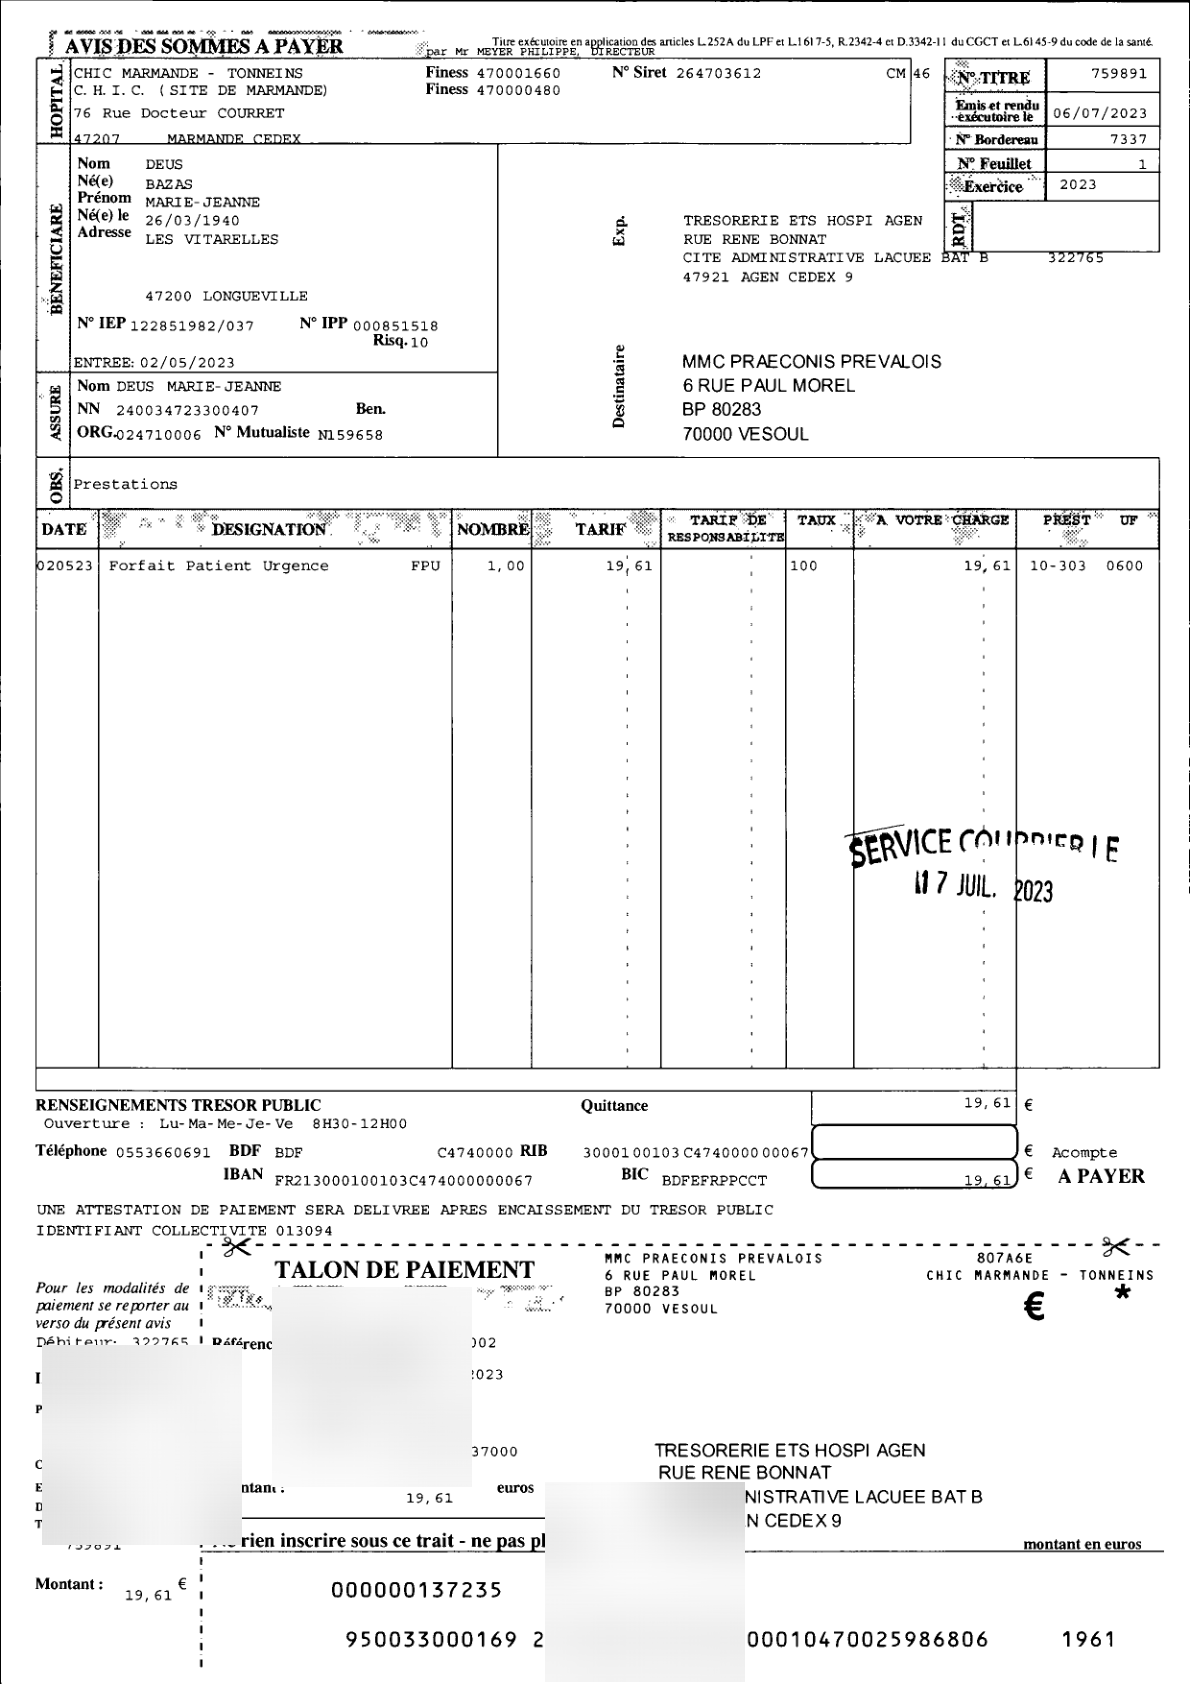 AVIS DES SOMMES A PAYER
Titre exécutoire en application des articles L.252A du LPF et L.1617-5, R.2342-4 et D.3342-11 du CGCT et L.6145-9 du code de la santé.
par Mr MEYER PHILIPPE, DIRECTEUR
HOPITAL
CHIC MARMANDE - TONNEINS Finess 470001660 N° Siret 264703612 CM 46
C. H. I. C. ( SITE DE MARMANDE) Finess 470000480
76 Rue Docteur COURRET
47207 MARMANDE CEDEX
N° TITRE 759891
Emis et rendu exécutoire le 06/07/2023
N° Bordereau 7337
N° Feuillet 1
Exercice 2023
RDT
BENEFICIARE
Nom DEUS
Né(e) BAZAS
Prénom MARIE-JEANNE
Né(e) le 26/03/1940
Adresse LES VITARELLES
47200 LONGUEVILLE
N° IEP 122851982/037 N° IPP 000851518
Risq. 10
ENTREE: 02/05/2023
Exp.
TRESORERIE ETS HOSPI AGEN
RUE RENE BONNAT
CITE ADMINISTRATIVE LACUEE BAT B 322765
47921 AGEN CEDEX 9
Destinataire
MMC PRAECONIS PREVALOIS
6 RUE PAUL MOREL
BP 80283
70000 VESOUL
ASSURE
Nom DEUS MARIE-JEANNE
NN 240034723300407 Ben.
ORG. 024710006 N° Mutualiste N159658
OBS.
Prestations
DATE DESIGNATION NOMBRE TARIF TARIF DE RESPONSABILITE TAUX A VOTRE CHARGE PREST UF
020523 Forfait Patient Urgence FPU 1,00 19,61 100 19,61 10-303 0600
SERVICE COURRIER IE
17 JUIL. 2023
RENSEIGNEMENTS TRESOR PUBLIC Quittance 19,61 €
Ouverture : Lu-Ma-Me-Je-Ve 8H30-12H00
Téléphone 0553660691 BDF BDF C4740000 RIB 30001 00103 C4740000 00067 € Acompte
IBAN FR213000100103C474000000067 BIC BDFEFRPPCCT 19,61 € A PAYER
UNE ATTESTATION DE PAIEMENT SERA DELIVREE APRES ENCAISSEMENT DU TRESOR PUBLIC
IDENTIFIANT COLLECTIVITE 013094
TALON DE PAIEMENT
MMC PRAECONIS PREVALOIS 807A6E
6 RUE PAUL MOREL CHIC MARMANDE - TONNEINS
BP 80283 € *
70000 VESOUL
Pour les modalités de
paiement se reporter au
verso du présent avis
Débiteur: 322765 Référenc 002
2023
37000
TRESORERIE ETS HOSPI AGEN
RUE RENE BONNAT
NISTRATIVE LACUEE BAT B
N CEDEX 9
ntant : 19,61 euros
rien inscrire sous ce trait - ne pas pl
montant en euros
759891
Montant : 19,61 €
000000137235
950033000169 2 00010470025986806 1961